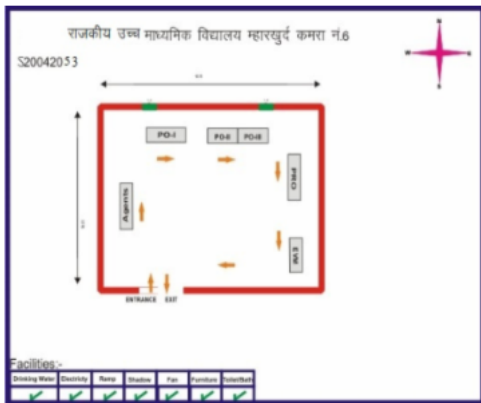 राजकीय उच्च माध्यमिक विद्यालय म्हारखुर्द कमरा नं.6
S20042053
N
S
PO-I
PO-II PO-III
PRO
Agents
EVM
ENTRANCE EXIT
Facilities:-
Drinking Water Electricity Ramp Shadow Fan Furniture Toilet/Bath